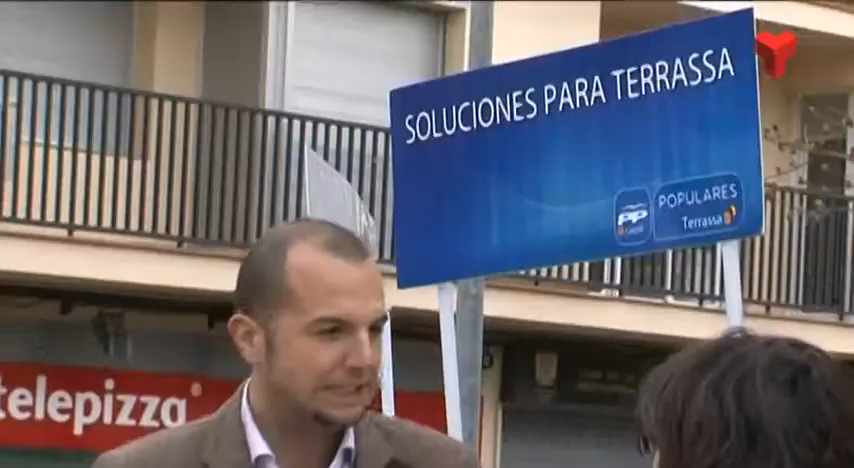 SOLUCIONES PARA TERRASSA
pp
POPULARES
Terrassa
telepizza